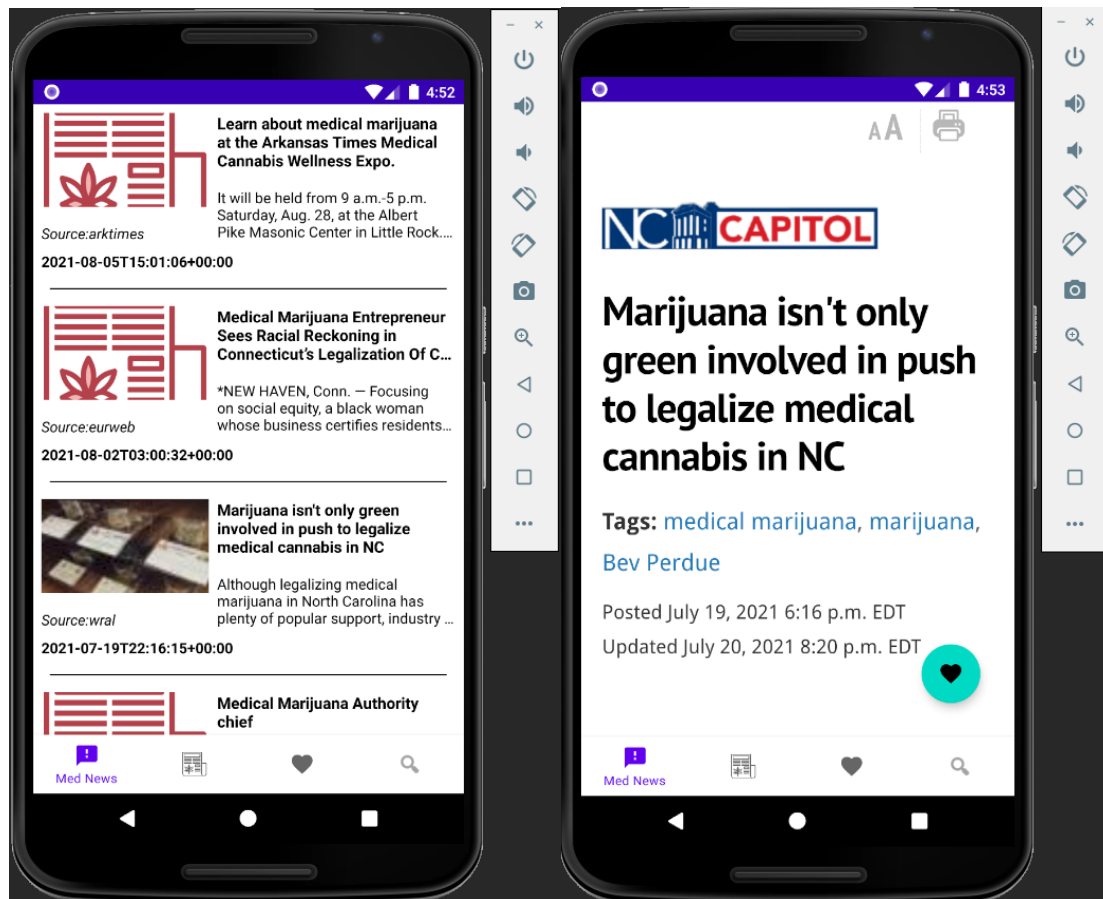 4:52
Learn about medical marijuana
at the Arkansas Times Medical
Cannabis Wellness Expo.
It will be held from 9 a.m.-5 p.m.
Saturday, Aug. 28, at the Albert
Pike Masonic Center in Little Rock....
Source:arktimes
2021-08-05T15:01:06+00:00
Medical Marijuana Entrepreneur
Sees Racial Reckoning in
Connecticut's Legalization Of C...
*NEW HAVEN, Conn. — Focusing
on social equity, a black woman
whose business certifies residents...
Source:eurweb
2021-08-02T03:00:32+00:00
Marijuana isn't only green
involved in push to legalize
medical cannabis in NC
Although legalizing medical
marijuana in North Carolina has
plenty of popular support, industry ...
Source:wral
2021-07-19T22:16:15+00:00
Medical Marijuana Authority
chief
Med News
4:53
AA
NC CAPITOL
Marijuana isn't only
green involved in push
to legalize medical
cannabis in NC
Tags: medical marijuana, marijuana,
Bev Perdue
Posted July 19, 2021 6:16 p.m. EDT
Updated July 20, 2021 8:20 p.m. EDT
Med News